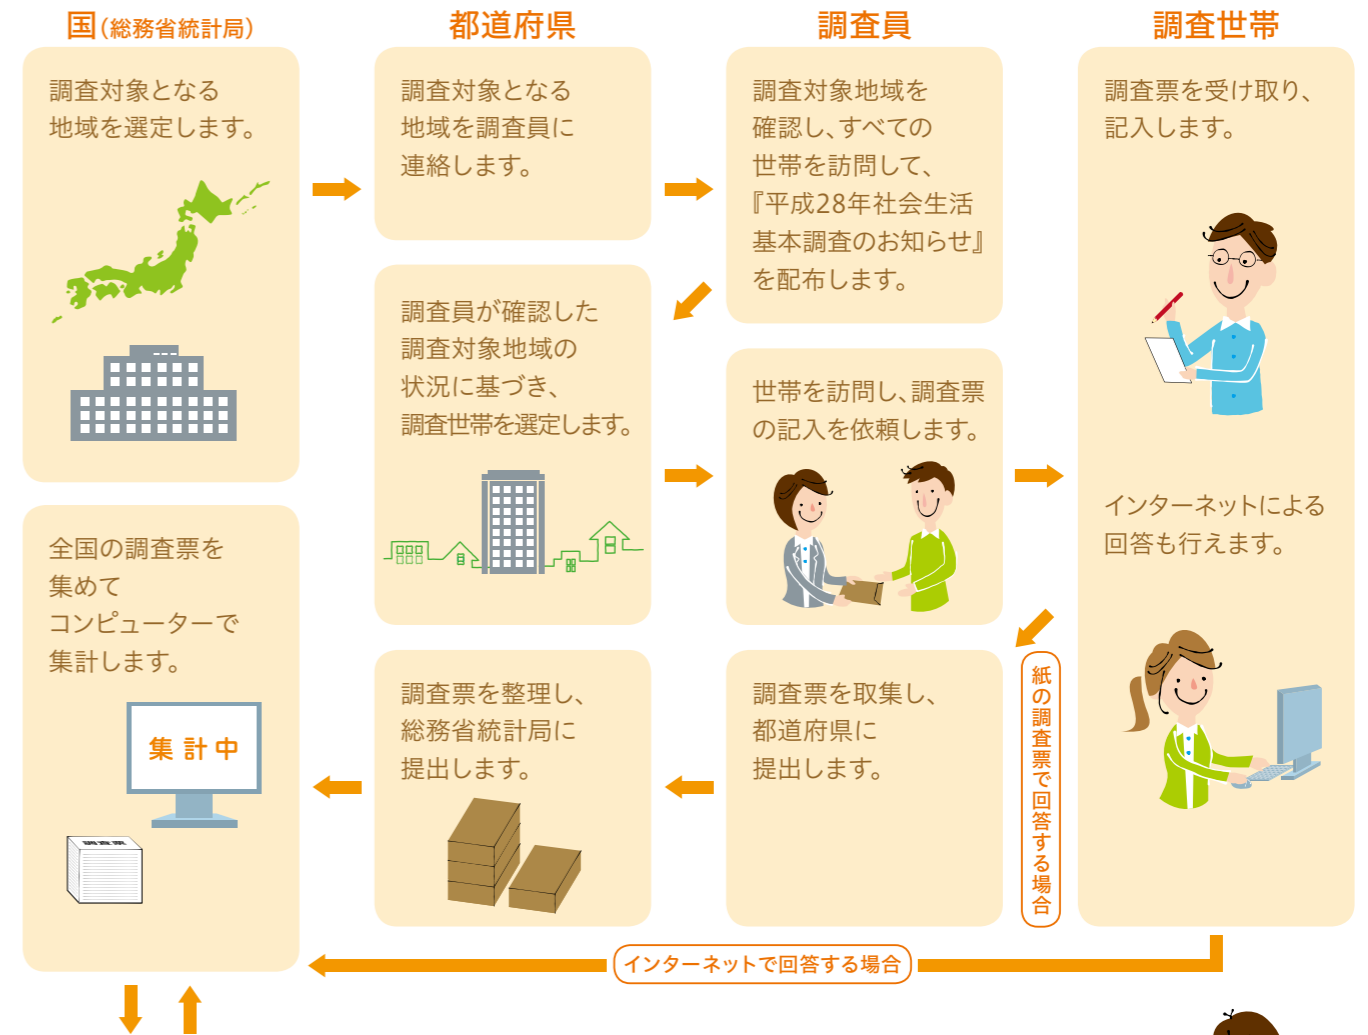 国(総務省統計局)
調査対象となる
地域を選定します。
都道府県
調査対象となる
地域を調査員に
連絡します。
調査員
調査対象地域を
確認し、すべての
世帯を訪問して、
『平成28年社会生活
基本調査のお知らせ』
を配布します。
調査員が確認した
調査対象地域の
状況に基づき、
調査世帯を選定します。
世帯を訪問し、調査票
の記入を依頼します。
調査世帯
調査票を受け取り、
記入します。
インターネットによる
回答も行えます。
紙の調査票で回答する場合
調査票を取集し、
都道府県に
提出します。
調査票を整理し、
総務省統計局に
提出します。
インターネットで回答する場合
全国の調査票を
集めて
コンピューターで
集計します。
集計中
調査票